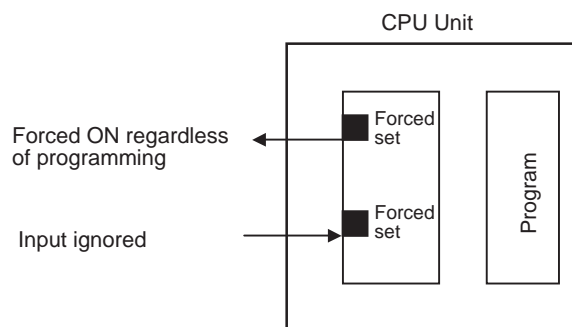 CPU Unit
Forced ON regardless
of programming
Forced
set
Input ignored
Forced
set
Program